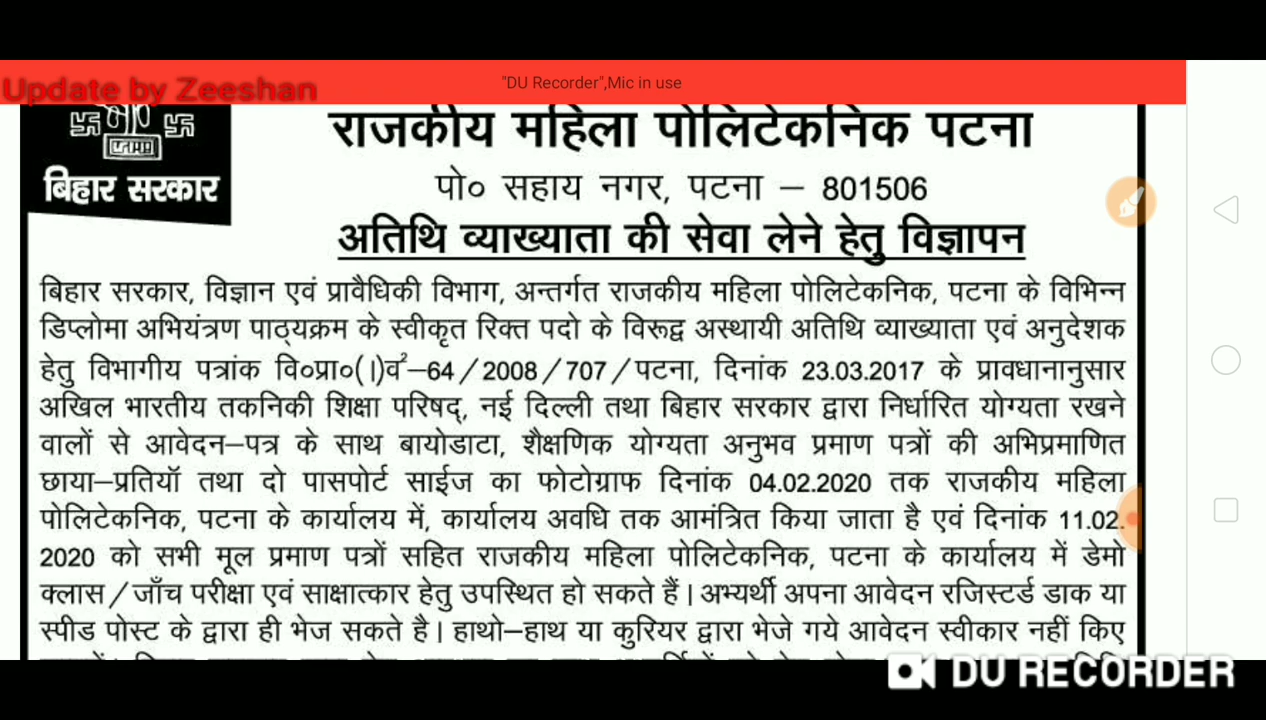 "DU Recorder",Mic in use
Update by Zeeshan
राजकीय महिला पोलिटेकनिक पटना
बिहार सरकार
पो० सहाय नगर, पटना – 801506
अतिथि व्याख्याता की सेवा लेने हेतु विज्ञापन
बिहार सरकार, विज्ञान एवं प्रावैधिकी विभाग, अन्तर्गत राजकीय महिला पोलिटेकनिक, पटना के विभिन्न
डिप्लोमा अभियंत्रण पाठ्यक्रम के स्वीकृत रिक्त पदो के विरूद्व अस्थायी अतिथि व्याख्याता एवं अनुदेशक
हेतु विभागीय पत्रांक वि०प्रा०(।)व²–64/2008/707/पटना, दिनांक 23.03.2017 के प्रावधानानुसार
अखिल भारतीय तकनिकी शिक्षा परिषद्, नई दिल्ली तथा बिहार सरकार द्वारा निर्धारित योग्यता रखने
वालों से आवेदन–पत्र के साथ बायोडाटा, शैक्षणिक योग्यता अनुभव प्रमाण पत्रों की अभिप्रमाणित
छाया–प्रतियॉ तथा दो पासपोर्ट साईज का फोटोग्राफ दिनांक 04.02.2020 तक राजकीय महिला
पोलिटेकनिक, पटना के कार्यालय में, कार्यालय अवधि तक आमंत्रित किया जाता है एवं दिनांक 11.02.
2020 को सभी मूल प्रमाण पत्रों सहित राजकीय महिला पोलिटेकनिक, पटना के कार्यालय में डेमो
क्लास/जाँच परीक्षा एवं साक्षात्कार हेतु उपस्थित हो सकते हैं। अभ्यर्थी अपना आवेदन रजिस्टर्ड डाक या
स्पीड पोस्ट के द्वारा ही भेज सकते है। हाथो–हाथ या कुरियर द्वारा भेजे गये आवेदन स्वीकार नहीं किए
DU RECORDER